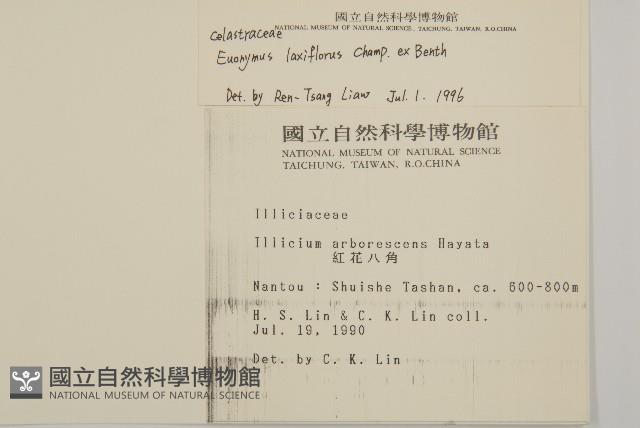 國立自然科學博物館
NATIONAL MUSEUM OF NATURAL SCIENCE, TAICHUNG, TAIWAN, R.O.CHINA
Celastraceae
Euonymus laxiflorus Champ. ex Benth
Det. by Ren-Tsang Liaw Jul. 1. 1996
國立自然科學博物館
NATIONAL MUSEUM OF NATURAL SCIENCE
TAICHUNG, TAIWAN, R.O.CHINA
Illiciaceae
Illicium arborescens Hayata
紅花八角
Nantou : Shuishe Tashan, ca. 600-800m
H. S. Lin & C. K. Lin coll.
Jul. 19, 1990
Det. by C. K. Lin
國立自然科學博物館
NATIONAL MUSEUM OF NATURAL SCIENCE